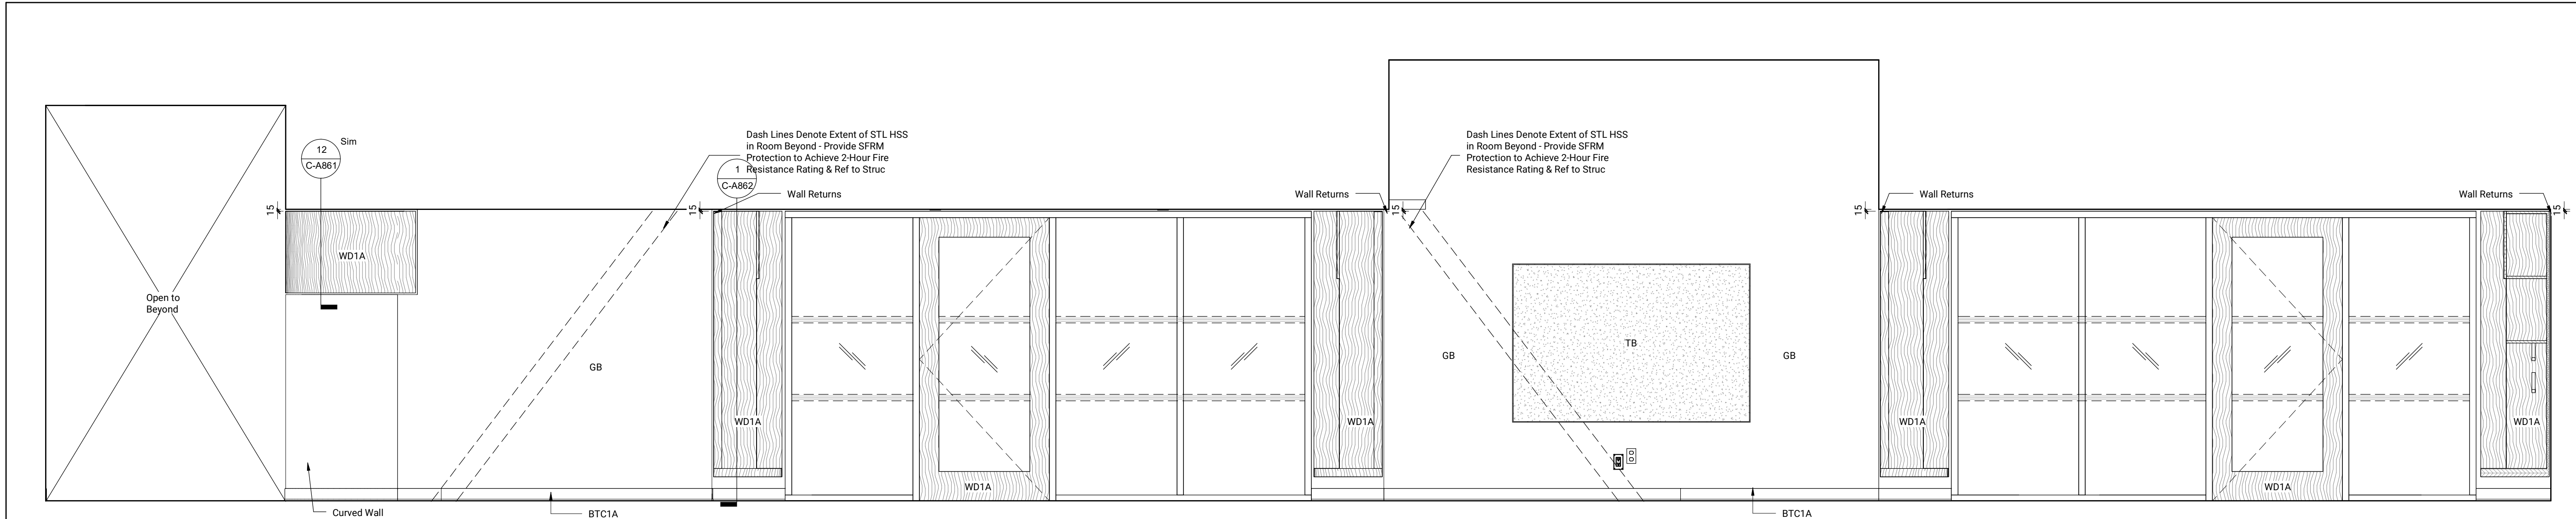 12
Sim
C-A861
Dash Lines Denote Extent of STL HSS
in Room Beyond - Provide SFRM
Protection to Achieve 2-Hour Fire
Resistance Rating & Ref to Struc
1
C-A862
Dash Lines Denote Extent of STL HSS
in Room Beyond - Provide SFRM
Protection to Achieve 2-Hour Fire
Resistance Rating & Ref to Struc
Wall Returns
Wall Returns
Wall Returns
Wall Returns
15
15
15
15
15
WD1A
Open to
Beyond
GB
TB
GB
GB
WD1A
WD1A
WD1A
WD1A
WD1A
WD1A
Curved Wall
BTC1A
BTC1A